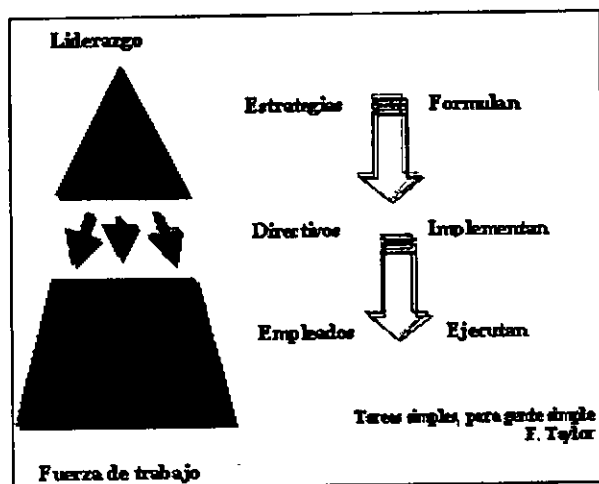 Liderazgo
Estrategias Formulan
Directivos Implementan
Empleados Ejecutan
Tareas simples, para gente simple
F. Taylor
Fuerza de trabajo